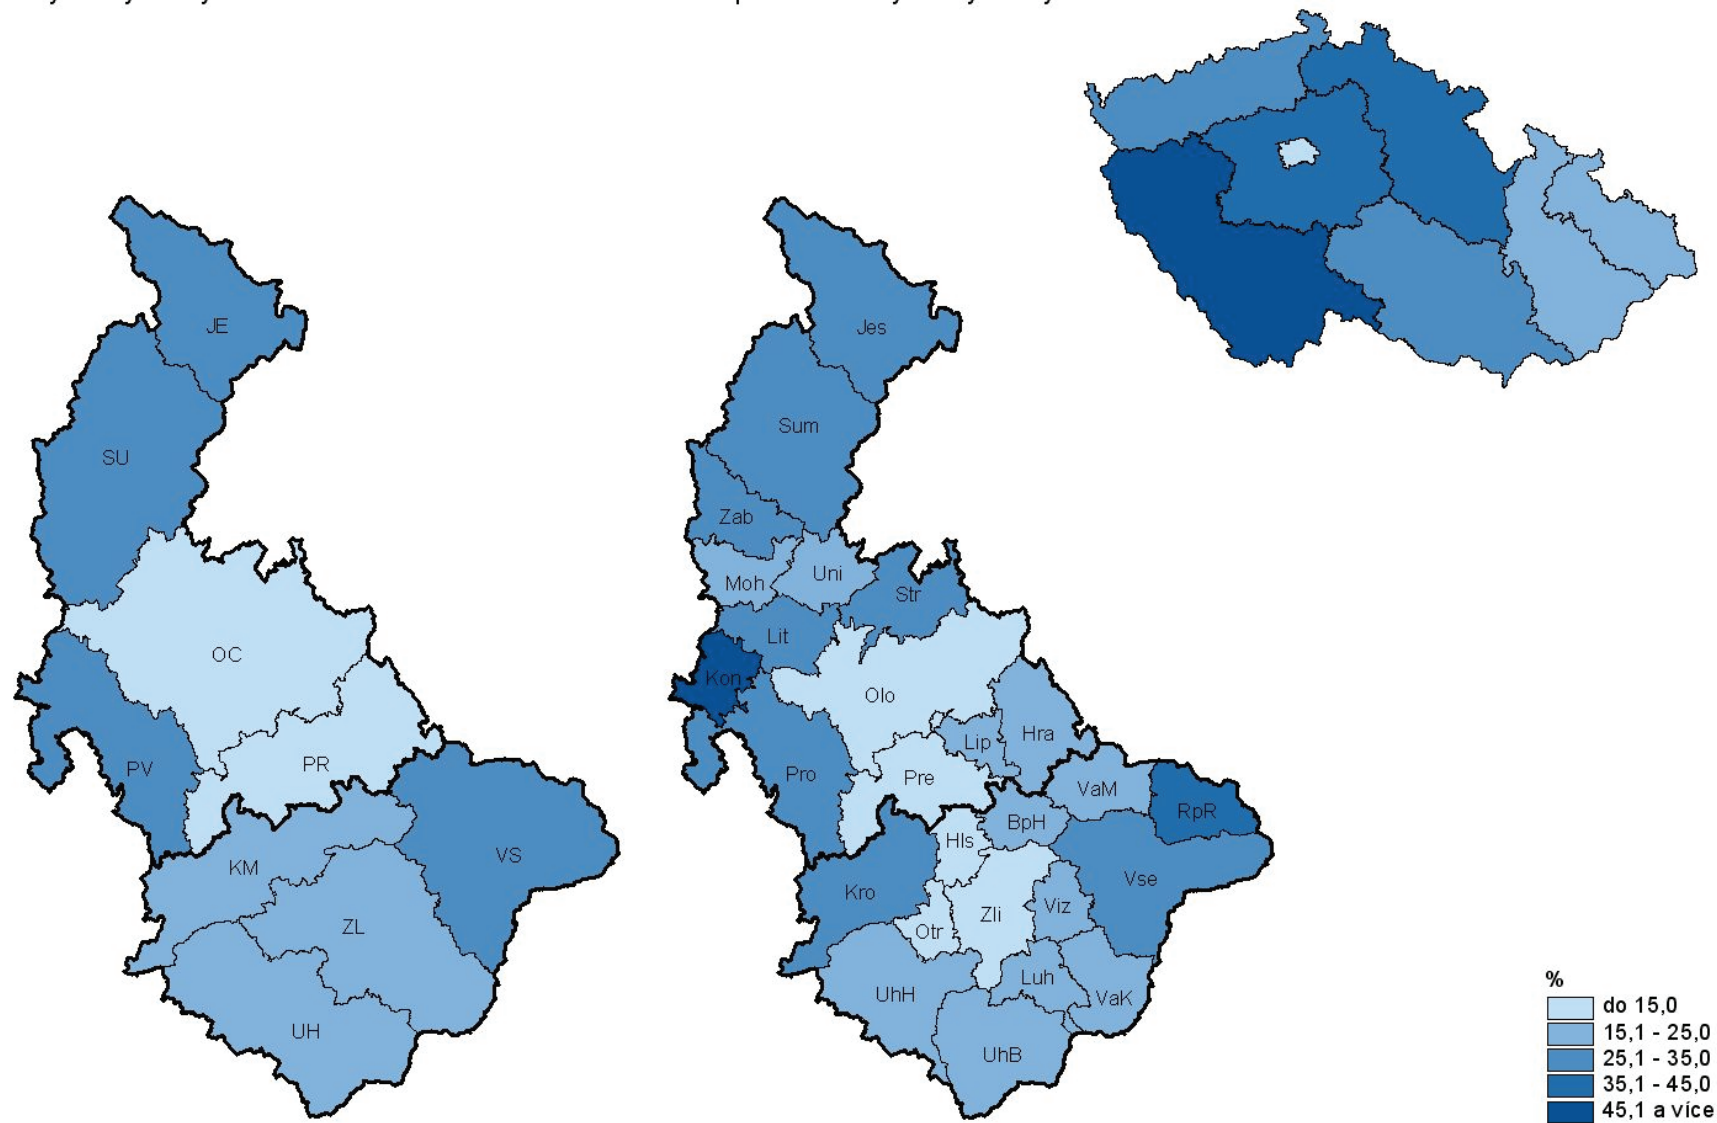 JE
SU
OC
PV
PR
KM
VS
ZL
UH
Jes
Sum
Zab
Moh
Uni
Str
Lit
Kon
Olo
Hra
Lip
Pro
Pre
VaM
RpR
BpH
Hls
Kro
Vse
Viz
Zli
Otr
Luh
UhH
VaK
UhB
%
do 15,0
15,1 - 25,0
25,1 - 35,0
35,1 - 45,0
45,1 a více